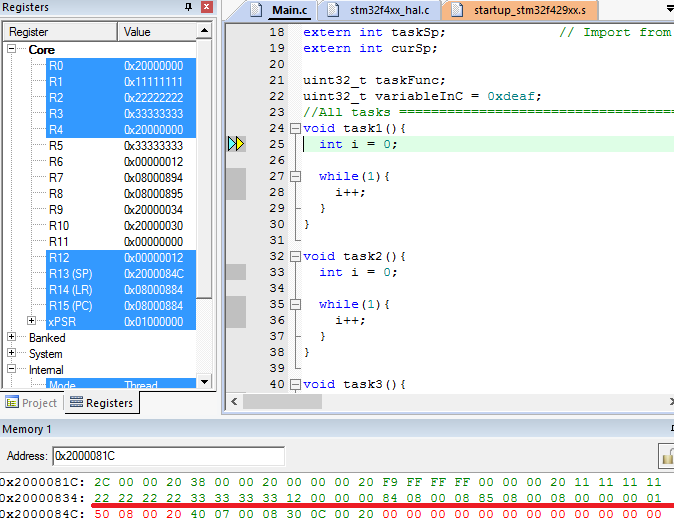 Registers
Register Value
Core
R0 0x20000000
R1 0x11111111
R2 0x22222222
R3 0x33333333
R4 0x20000000
R5 0x33333333
R6 0x00000012
R7 0x08000894
R8 0x08000895
R9 0x20000034
R10 0x20000030
R11 0x00000000
R12 0x00000012
R13 (SP) 0x2000084C
R14 (LR) 0x08000884
R15 (PC) 0x08000884
xPSR 0x01000000
Banked
System
Internal
Mode Thread
Project Registers
Main.c stm32f4xx_hal.c startup_stm32f429xx.s
18 extern int taskSp; // Import from
19 extern int curSp;
20
21 uint32_t taskFunc;
22 uint32_t variableInC = 0xdeaf;
23 //All tasks ==================================
24 void task1(){
25 int i = 0;
26
27 while(1){
28 i++;
29 }
30 }
31
32 void task2(){
33 int i = 0;
34
35 while(1){
36 i++;
37 }
38 }
39
40 void task3(){
Memory 1
Address: 0x2000081C
0x2000081C: 2C 00 00 20 38 00 00 20 00 00 00 20 F9 FF FF FF 00 00 00 20 11 11 11 11
0x20000834: 22 22 22 22 33 33 33 33 12 00 00 00 84 08 00 08 85 08 00 08 00 00 00 01
0x2000084C: 50 08 00 20 40 07 00 08 30 0C 00 20 00 00 00 00 00 00 00 00 00 00 00 00